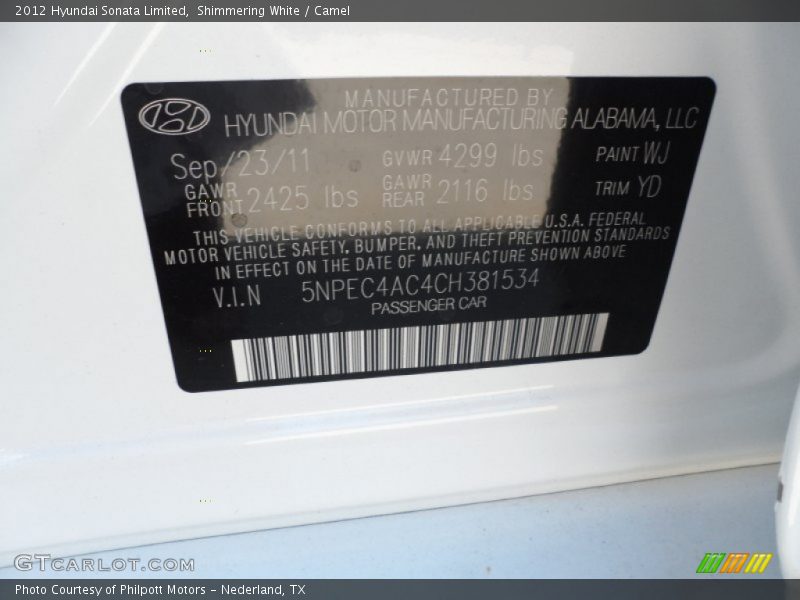 2012 Hyundai Sonata Limited, Shimmering White / Camel
MANUFACTURED BY
HYUNDAI MOTOR MANUFACTURING ALABAMA, LLC
Sep/23/11 GVWR 4299 lbs PAINT WJ
GAWR FRONT 2425 lbs GAWR REAR 2116 lbs TRIM YD
THIS VEHICLE CONFORMS TO ALL APPLICABLE U.S.A. FEDERAL
MOTOR VEHICLE SAFETY, BUMPER, AND THEFT PREVENTION STANDARDS
IN EFFECT ON THE DATE OF MANUFACTURE SHOWN ABOVE
V.I.N 5NPEC4AC4CH381534
PASSENGER CAR
GTCARLOT.COM
Photo Courtesy of Philpott Motors - Nederland, TX